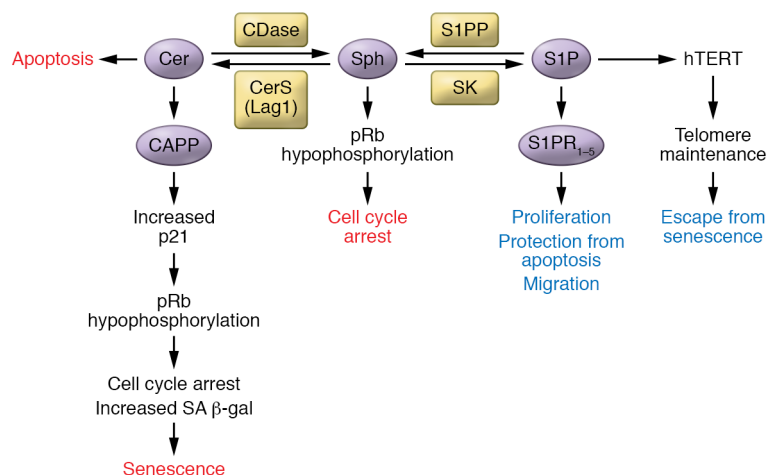 CDase
S1PP
Apoptosis
Cer
Sph
S1P
hTERT
CerS
(Lag1)
SK
CAPP
pRb
hypophosphorylation
S1PR1–5
Telomere
maintenance
Increased
p21
Cell cycle
arrest
Proliferation
Protection from
apoptosis
Migration
Escape from
senescence
pRb
hypophosphorylation
Cell cycle arrest
Increased SA β-gal
Senescence